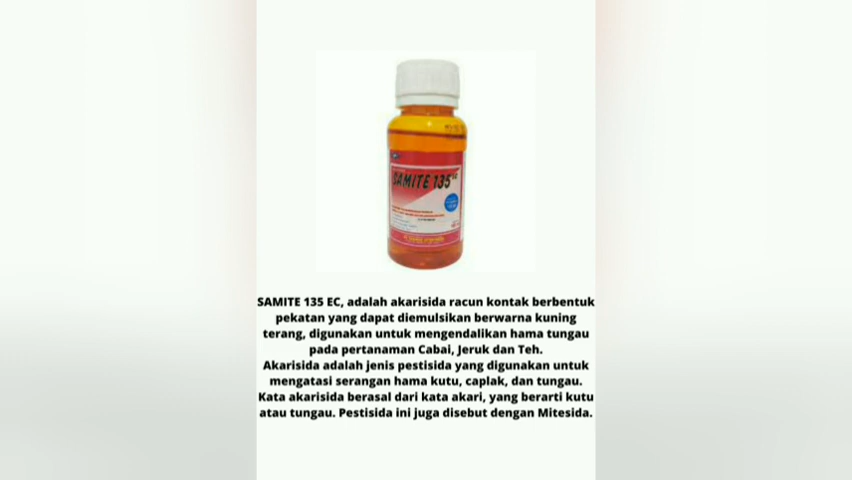 SAMITE 135 EC
SAMITE 135 EC, adalah akarisida racun kontak berbentuk
pekatan yang dapat diemulsikan berwarna kuning
terang, digunakan untuk mengendalikan hama tungau
pada pertanaman Cabai, Jeruk dan Teh.
Akarisida adalah jenis pestisida yang digunakan untuk
mengatasi serangan hama kutu, caplak, dan tungau.
Kata akarisida berasal dari kata akari, yang berarti kutu
atau tungau. Pestisida ini juga disebut dengan Mitesida.